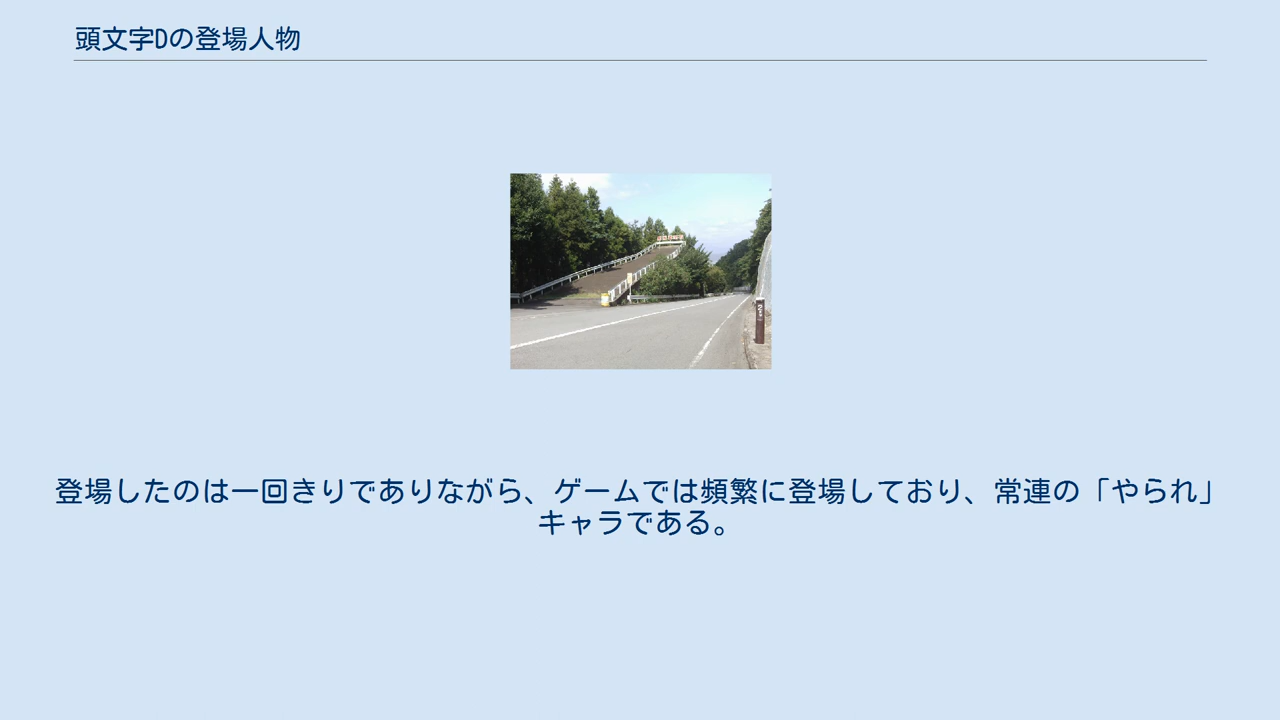 頭文字Dの登場人物
登場したのは一回きりでありながら、ゲームでは頻繁に登場しており、常連の「やられ」
キャラである。